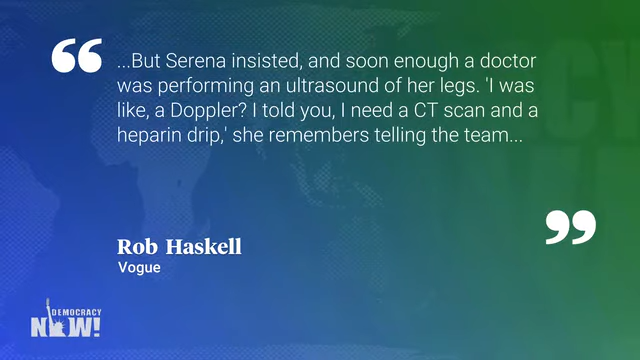 “
...But Serena insisted, and soon enough a doctor
was performing an ultrasound of her legs. 'I was
like, a Doppler? I told you, I need a CT scan and a
heparin drip,' she remembers telling the team...
”
Rob Haskell
Vogue
DEMOCRACY
NOW!